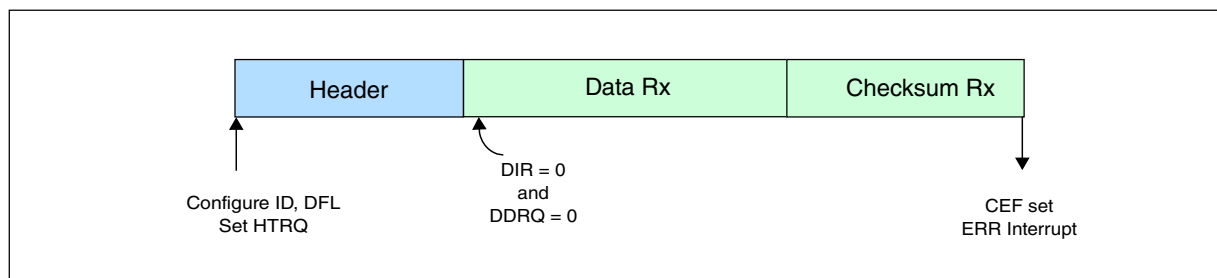 Header
Data Rx
Checksum Rx
Configure ID, DFL
Set HTRQ
DIR = 0
and
DDRQ = 0
CEF set
ERR Interrupt